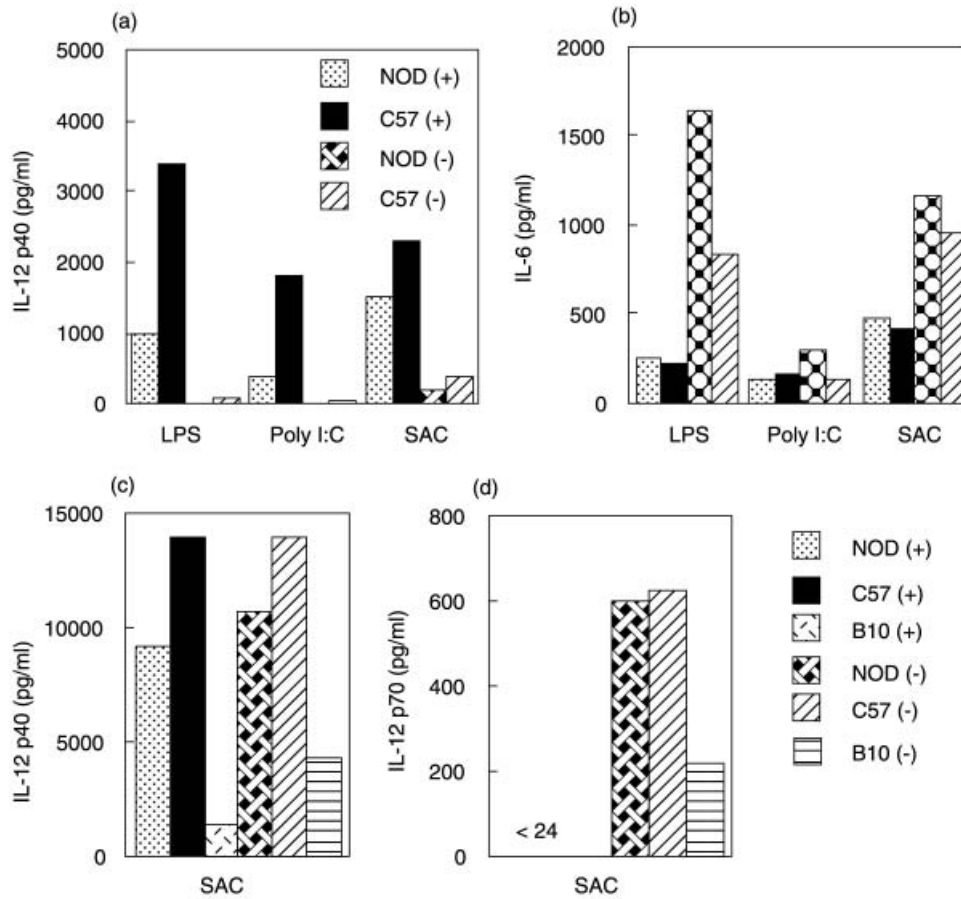 (a)
IL-12 p40 (pg/ml)
5000
4000
3000
2000
1000
0
NOD (+)
C57 (+)
NOD (-)
C57 (-)
LPS
Poly I:C
SAC
(b)
IL-6 (pg/ml)
2000
1500
1000
500
0
LPS
Poly I:C
SAC
(c)
IL-12 p40 (pg/ml)
15000
10000
5000
0
SAC
(d)
IL-12 p70 (pg/ml)
800
600
400
200
0
< 24
SAC
NOD (+)
C57 (+)
B10 (+)
NOD (-)
C57 (-)
B10 (-)